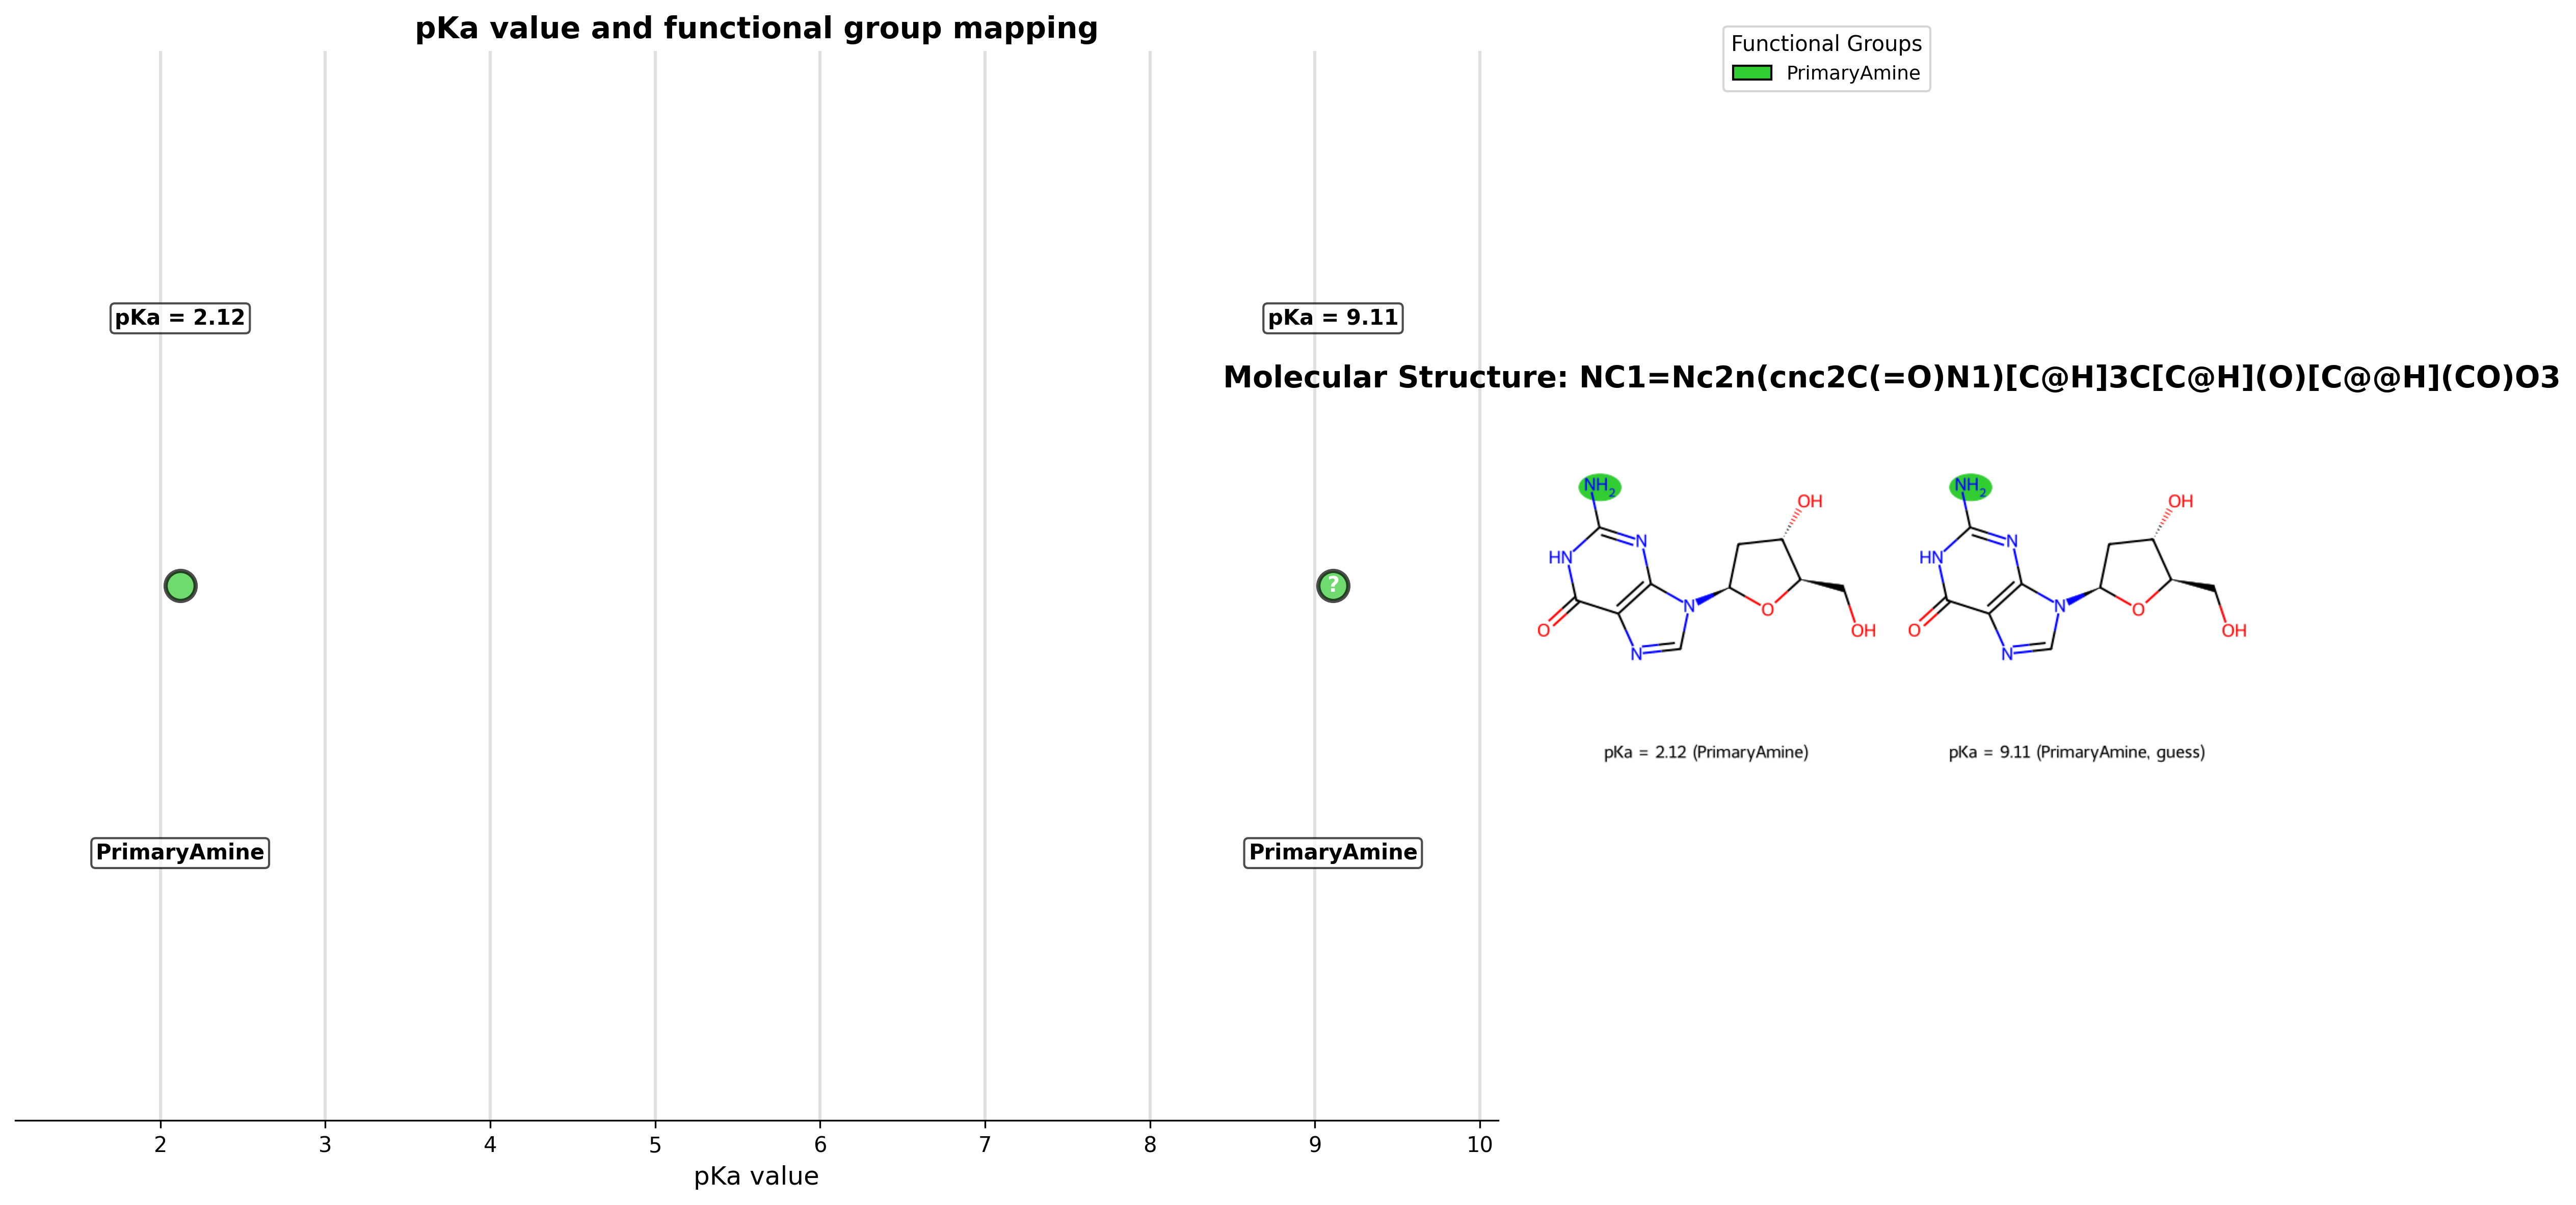 pKa value and functional group mapping
Functional Groups
PrimaryAmine
pKa = 2.12
pKa = 9.11
Molecular Structure: NC1=Nc2n(cnc2C(=O)N1)[C@H]3C[C@H](O)[C@@H](CO)O3
?
NH2
HN
N
O
N
N
O
OH
OH
pKa = 2.12 (PrimaryAmine)
NH2
HN
N
O
N
N
O
OH
OH
pKa = 9.11 (PrimaryAmine, guess)
PrimaryAmine
PrimaryAmine
2 3 4 5 6 7 8 9 10
pKa value